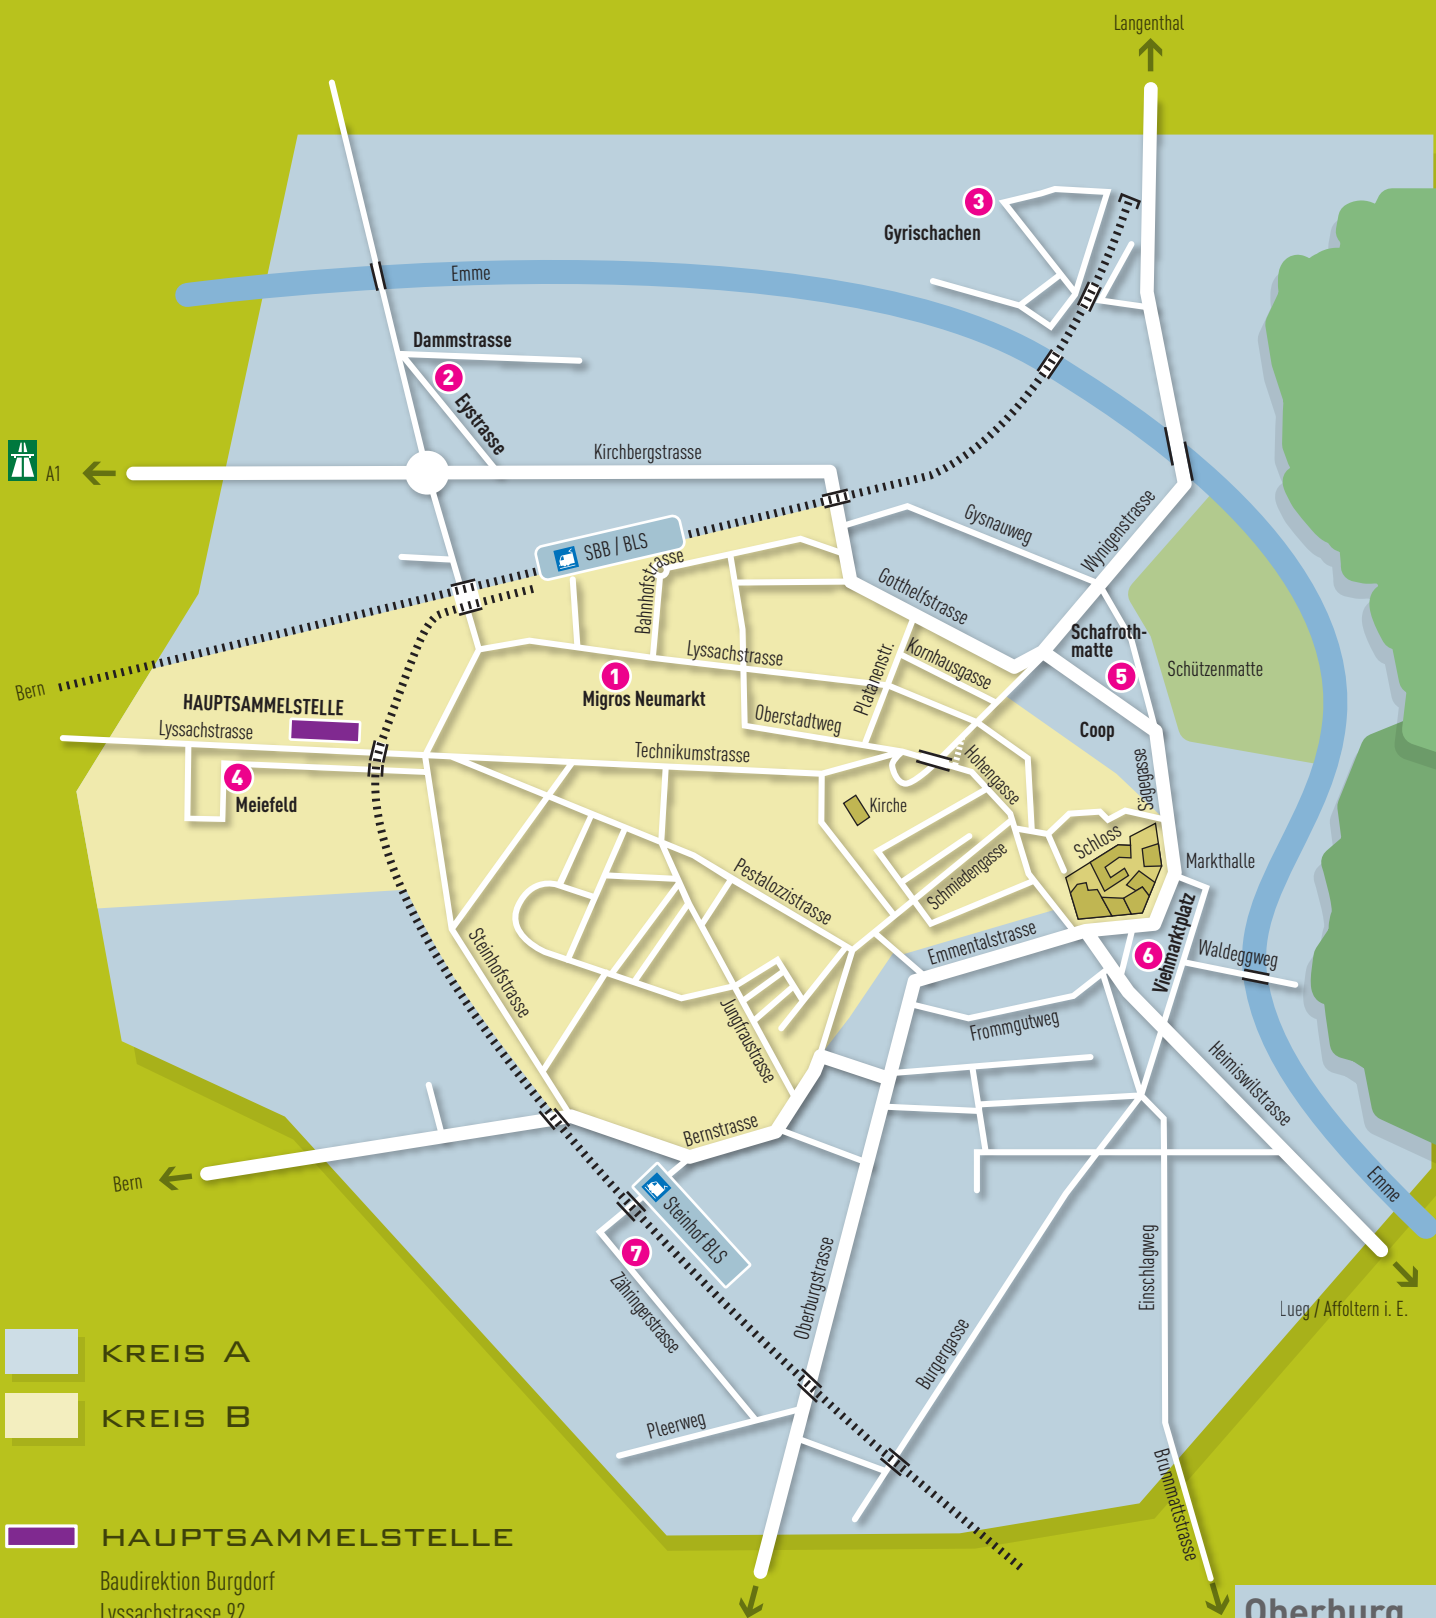 Langenthal
3
Gyrischachen
Emme
Dammstrasse
2
Eystrasse
Kirchbergstrasse
A1
SBB / BLS
Bahnhofstrasse
Gysnauweg
Wynigenstrasse
Gotthelfstrasse
Schafroth-
matte
5
Schützenmatte
Lyssachstrasse
Platanenstr.
Kornhausgasse
1
Migros Neumarkt
Bern
HAUPTSAMMELSTELLE
Lyssachstrasse
Oberstadtweg
Coop
Technikumstrasse
Hohengasse
Sägegasse
4
Meiefeld
Kirche
Schloss
Markthalle
Schmiedengasse
Pestalozzistrasse
Viehmarktplatz
6
Waldeggweg
Emmentalstrasse
Steinhofstrasse
Jungfraustrasse
Frommgutweg
Heimiswilstrasse
Bernstrasse
Bern
Emme
Steinhof BLS
7
Zähringerstrasse
Oberburgstrasse
Einschlagweg
Lueg / Affoltern i. E.
Burgergasse
Pleerweg
Brunnmattstrasse
KREIS A
KREIS B
HAUPTSAMMELSTELLE
Baudirektion Burgdorf
Lyssachstrasse 92
Oberburg